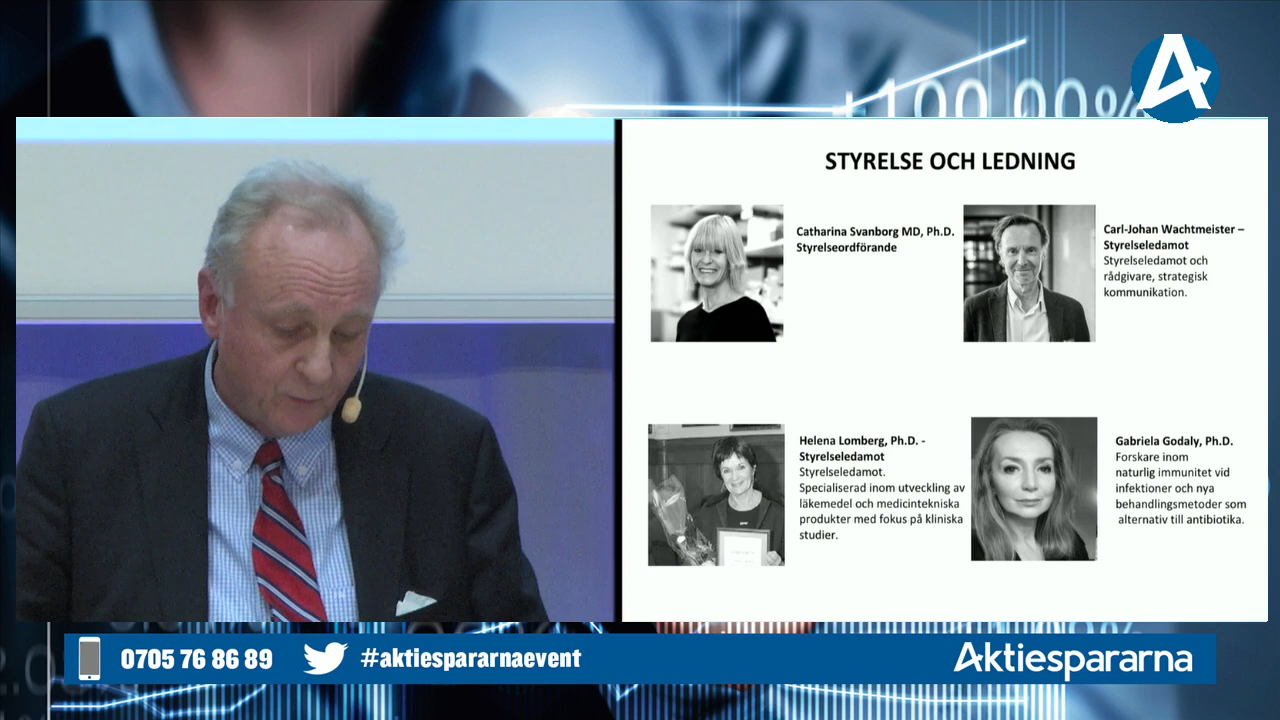 +100,00%
STYRELSE OCH LEDNING
Catharina Svanborg MD, Ph.D.
Styrelseordförande
Carl-Johan Wachtmeister –
Styrelseledamot
Styrelseledamot och
rådgivare, strategisk
kommunikation.
Helena Lomberg, Ph.D. -
Styrelseledamot
Styrelseledamot.
Specialiserad inom utveckling av
läkemedel och medicintekniska
produkter med fokus på kliniska
studier.
Gabriela Godaly, Ph.D.
Forskare inom
naturlig immunitet vid
infektioner och nya
behandlingsmetoder som
alternativ till antibiotika.
0705 76 86 89
#aktiespararnaevent
Aktiespararna